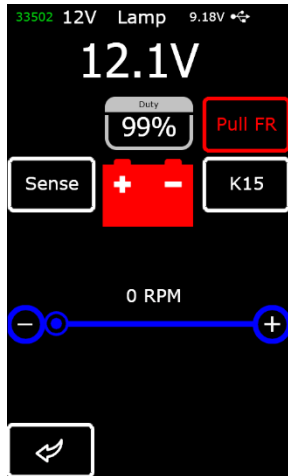 33502 12V Lamp 9.18V
12.1V
Duty
99%
Pull FR
Sense
+ -
K15
0 RPM
- +